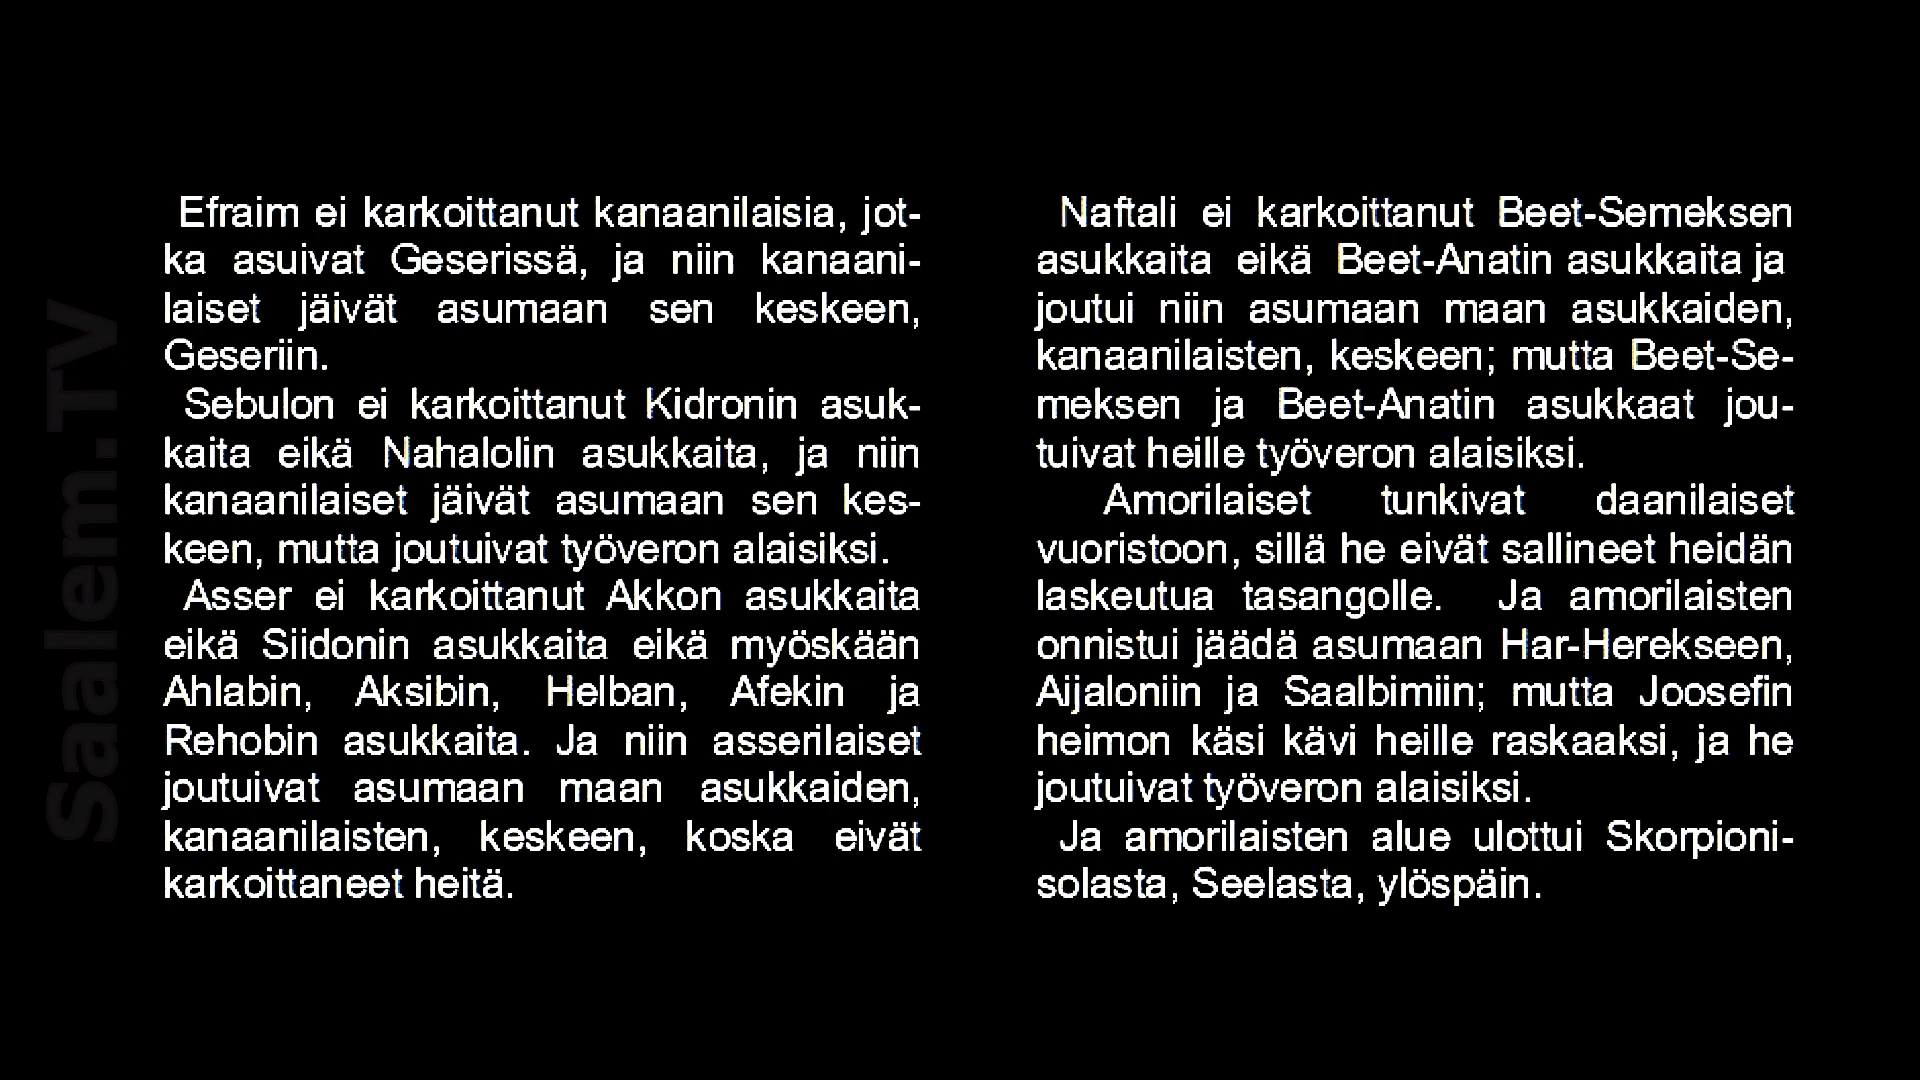 Saalem.TV
Efraim ei karkoittanut kanaanilaisia, jot-
ka asuivat Geserissä, ja niin kanaani-
laiset jäivät asumaan sen keskeen,
Geseriin.
Sebulon ei karkoittanut Kidronin asuk-
kaita eikä Nahalolin asukkaita, ja niin
kanaanilaiset jäivät asumaan sen kes-
keen, mutta joutuivat työveron alaisiksi.
Asser ei karkoittanut Akkon asukkaita
eikä Siidonin asukkaita eikä myöskään
Ahlabin, Aksibin, Helban, Afekin ja
Rehobin asukkaita. Ja niin asserilaiset
joutuivat asumaan maan asukkaiden,
kanaanilaisten, keskeen, koska eivät
karkoittaneet heitä.
Naftali ei karkoittanut Beet-Semeksen
asukkaita eikä Beet-Anatin asukkaita ja
joutui niin asumaan maan asukkaiden,
kanaanilaisten, keskeen; mutta Beet-Se-
meksen ja Beet-Anatin asukkaat jou-
tuivat heille työveron alaisiksi.
Amorilaiset tunkivat daanilaiset
vuoristoon, sillä he eivät sallineet heidän
laskeutua tasangolle. Ja amorilaisten
onnistui jäädä asumaan Har-Herekseen,
Aijaloniin ja Saalbimiin; mutta Joosefin
heimon käsi kävi heille raskaaksi, ja he
joutuivat työveron alaisiksi.
Ja amorilaisten alue ulottui Skorpioni-
solasta, Seelasta, ylöspäin.